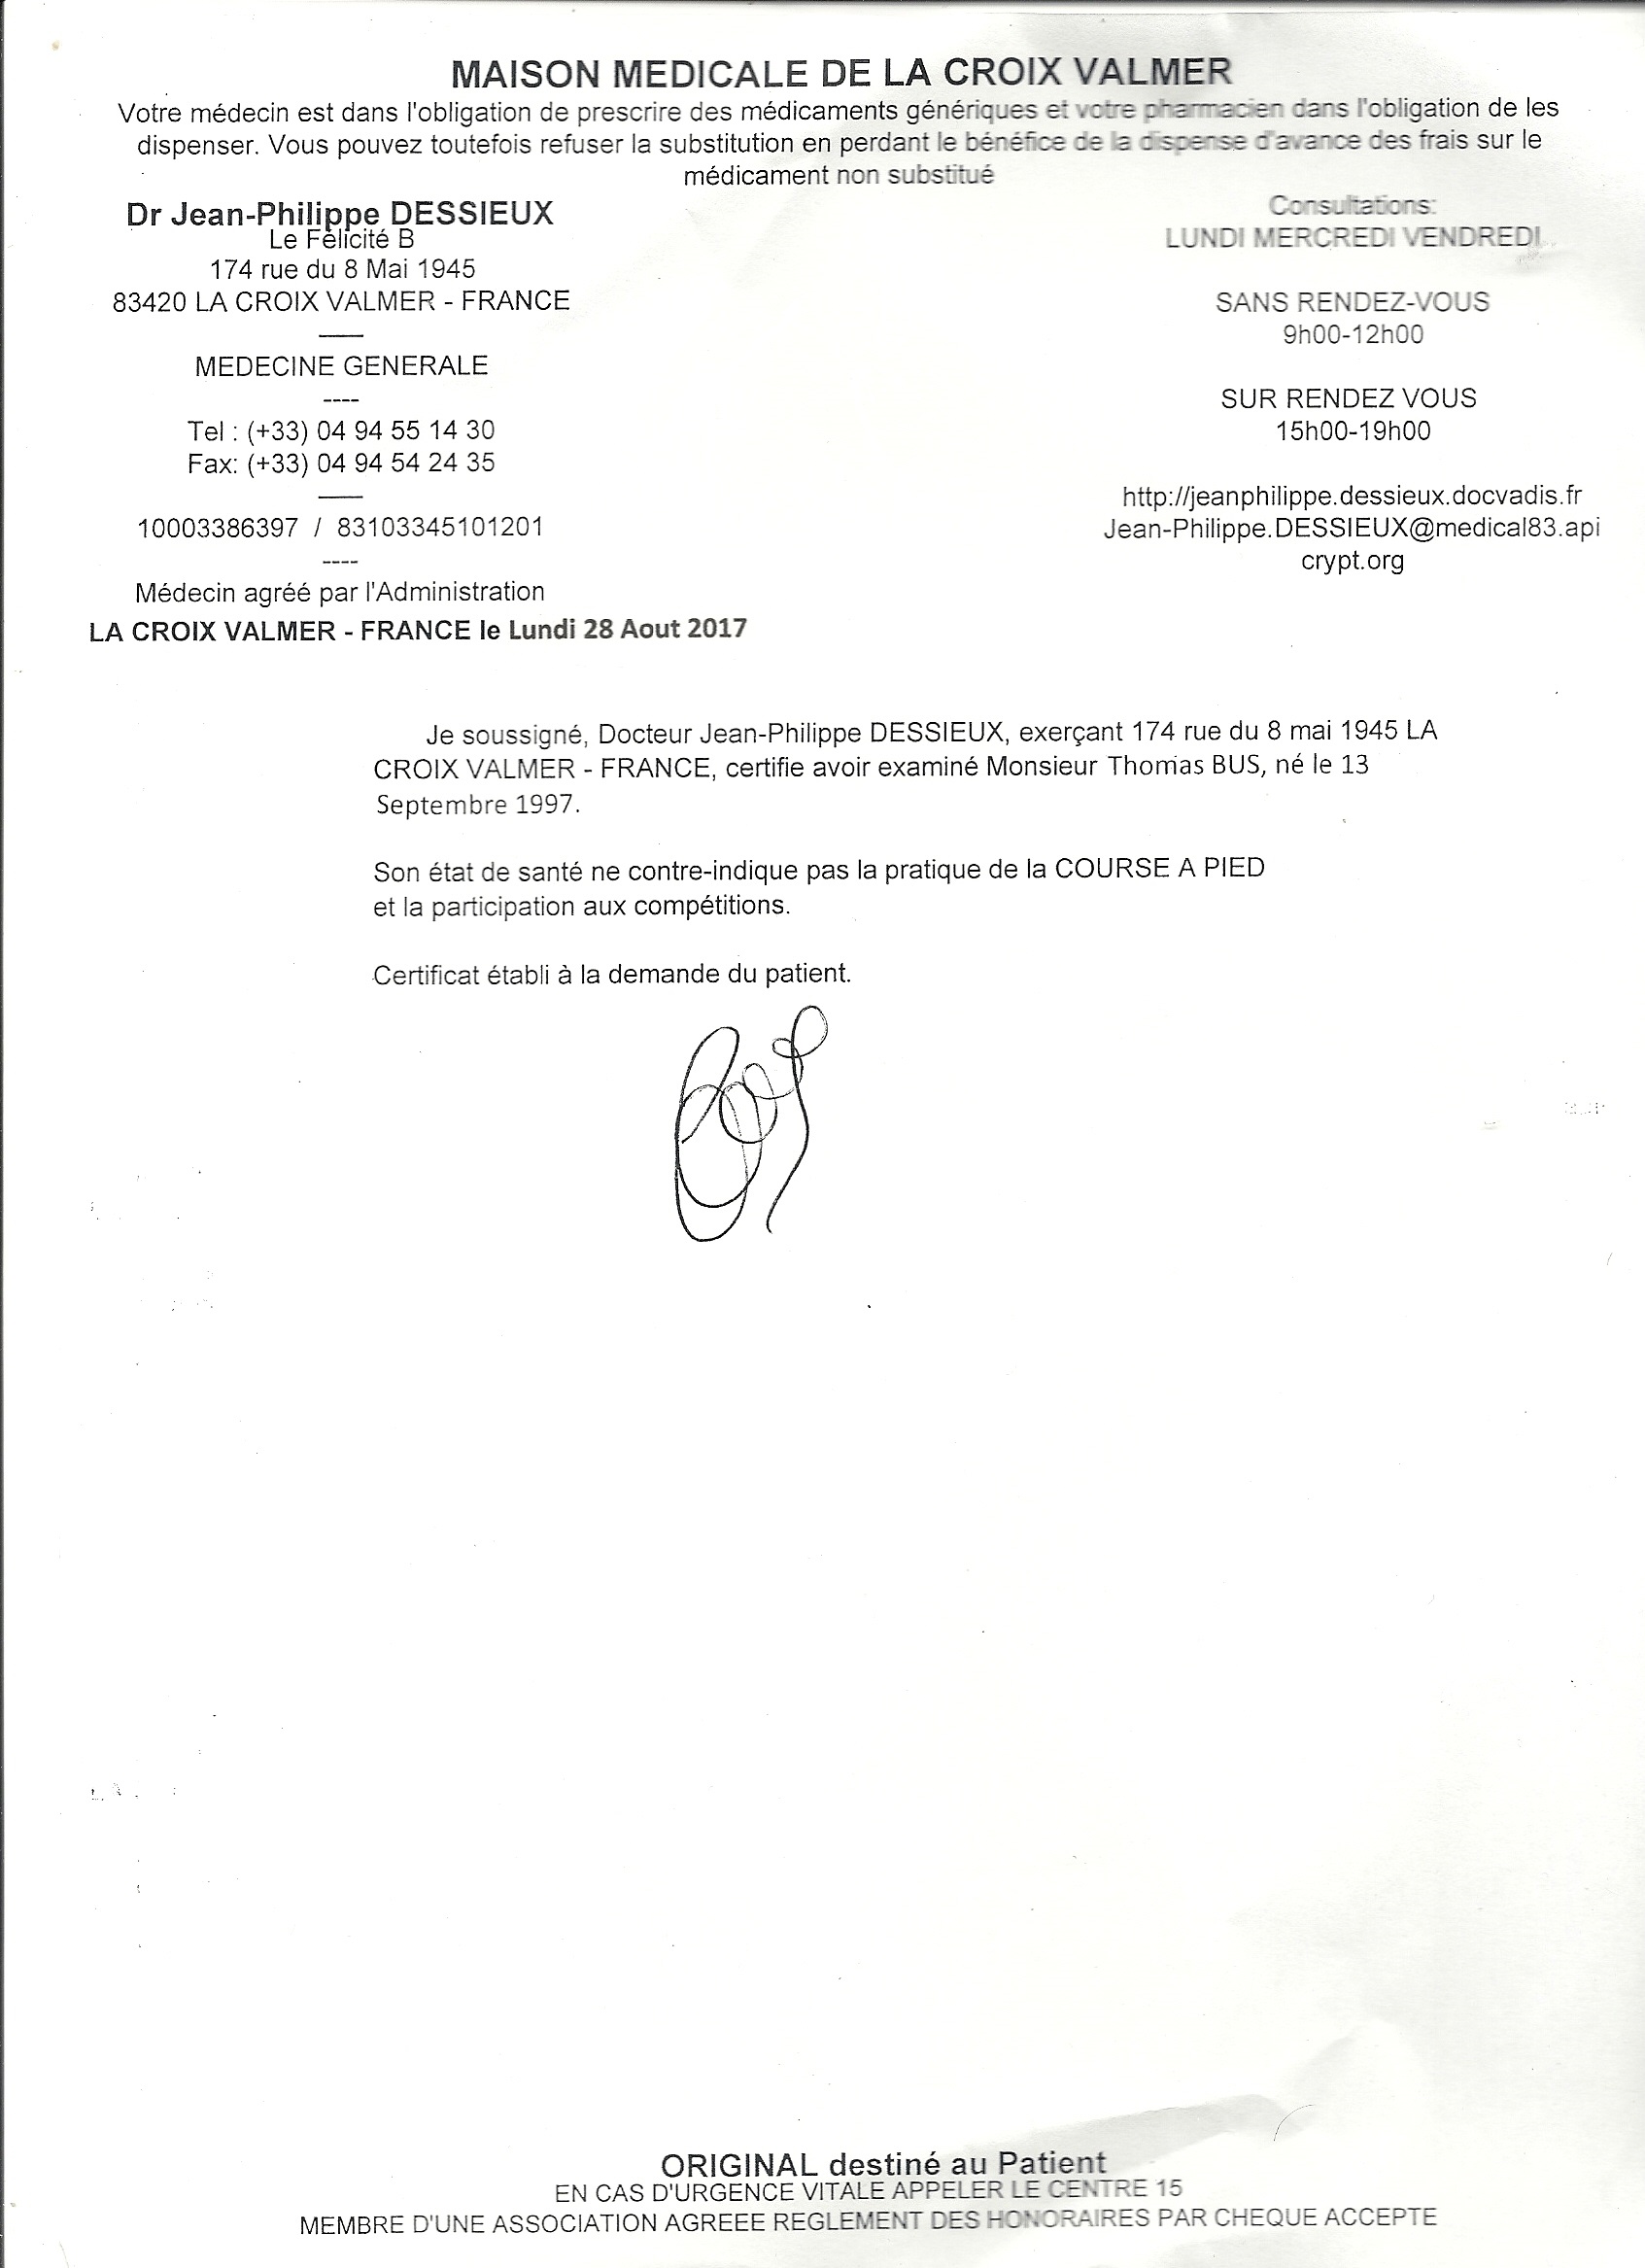 MAISON MEDICALE DE LA CROIX VALMER
Votre médecin est dans l'obligation de prescrire des médicaments génériques et votre pharmacien dans l'obligation de les
dispenser. Vous pouvez toutefois refuser la substitution en perdant le bénéfice de la dispense d'avance des frais sur le
médicament non substitué
Dr Jean-Philippe DESSIEUX
Le Félicité B
174 rue du 8 Mai 1945
83420 LA CROIX VALMER - FRANCE
MEDECINE GENERALE
----
Tel : (+33) 04 94 55 14 30
Fax: (+33) 04 94 54 24 35
10003386397 / 83103345101201
----
Médecin agréé par l'Administration
Consultations:
LUNDI MERCREDI VENDREDI
SANS RENDEZ-VOUS
9h00-12h00
SUR RENDEZ VOUS
15h00-19h00
http://jeanphilippe.dessieux.docvadis.fr
Jean-Philippe.DESSIEUX@medical83.api
crypt.org
LA CROIX VALMER - FRANCE le Lundi 28 Aout 2017
Je soussigné, Docteur Jean-Philippe DESSIEUX, exerçant 174 rue du 8 mai 1945 LA
CROIX VALMER - FRANCE, certifie avoir examiné Monsieur Thomas BUS, né le 13
Septembre 1997.
Son état de santé ne contre-indique pas la pratique de la COURSE A PIED
et la participation aux compétitions.
Certificat établi à la demande du patient.
ORIGINAL destiné au Patient
EN CAS D'URGENCE VITALE APPELER LE CENTRE 15
MEMBRE D'UNE ASSOCIATION AGREEE REGLEMENT DES HONORAIRES PAR CHEQUE ACCEPTE